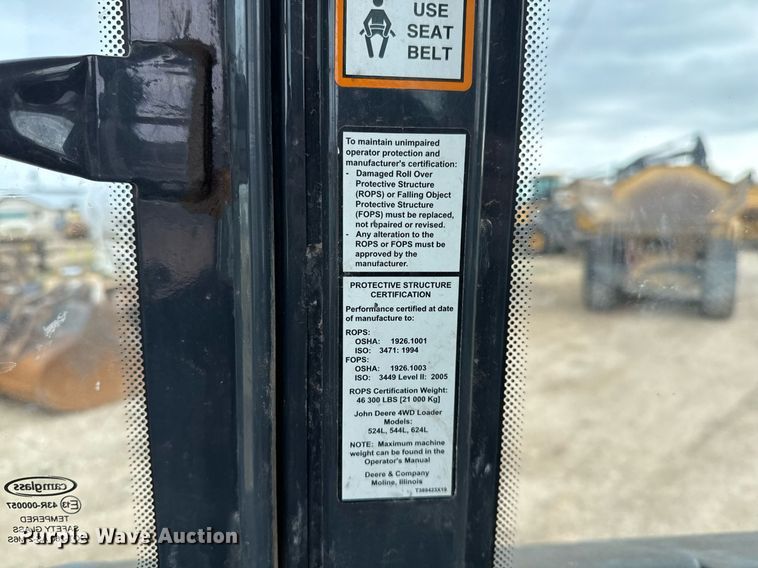 USE
SEAT
BELT
To maintain unimpaired
operator protection and
manufacturer's certification:
- Damaged Roll Over
Protective Structure
(ROPS) or Falling Object
Protective Structure
(FOPS) must be replaced,
not repaired or revised.
- Any alteration to the
ROPS or FOPS must be
approved by the
manufacturer.
PROTECTIVE STRUCTURE
CERTIFICATION
Performance certified at date
of manufacture to:
ROPS:
OSHA: 1926.1001
ISO: 3471: 1994
FOPS:
OSHA: 1926.1003
ISO: 3449 Level II: 2005
ROPS Certification Weight:
46 300 LBS [21 000 Kg]
John Deere 4WD Loader
Models:
524L, 544L, 624L
NOTE: Maximum machine
weight can be found in the
Operator's Manual
Deere & Company
Moline, Illinois
T389423X19
camglass
E13 43R-000057
TEMPERED
SAFETY GLASS
Purple Wave Auction